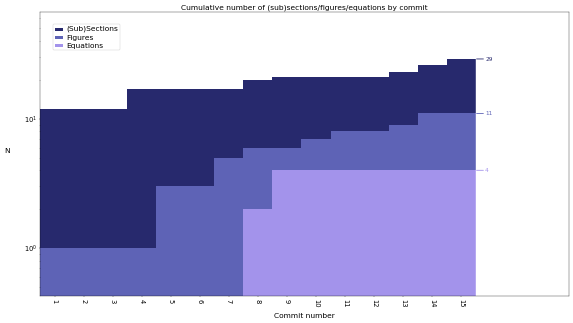 Cumulative number of (sub)sections/figures/equations by commit
(Sub)Sections
Figures
Equations
29
11
4
10¹
10⁰
N
1 2 3 4 5 6 7 8 9 10 11 12 13 14 15
Commit number